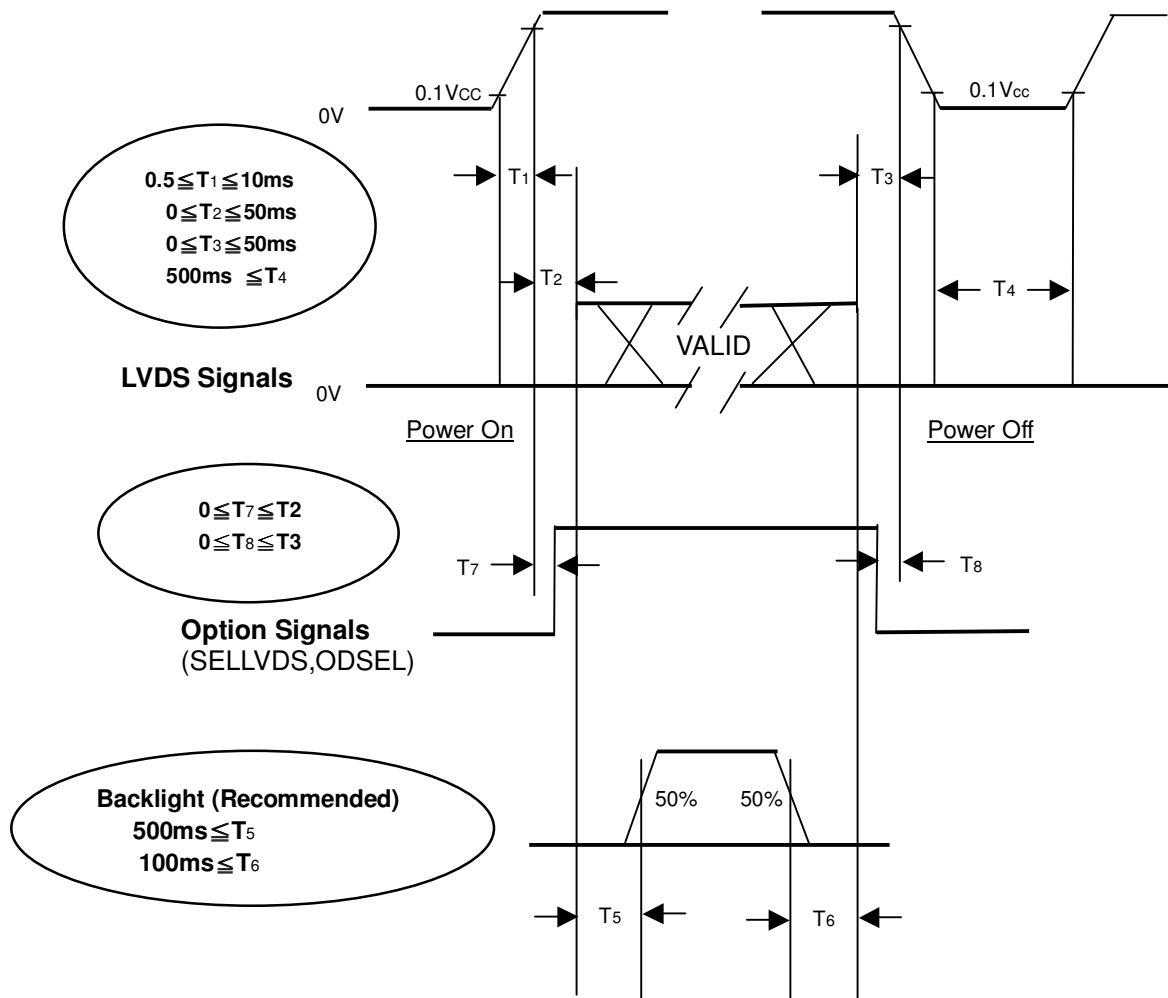 0.1VCC
0.1Vcc
0V
0.5≦T1≦10ms
0≦T2≦50ms
0≦T3≦50ms
500ms ≦T4
T1
T3
T2
T4
VALID
LVDS Signals
0V
Power On
Power Off
0≦T7≦T2
0≦T8≦T3
T7
T8
Option Signals
(SELLVDS,ODSEL)
Backlight (Recommended)
500ms≦T5
100ms≦T6
50%
50%
T5
T6